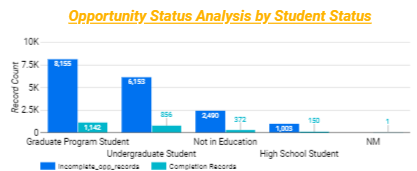 Opportunity Status Analysis by Student Status
10K
7.5K
5K
2.5K
0
Record Count
8,155
1,142
6,153
856
2,490
372
1,003
193
1
Graduate Program Student
Undergraduate Student
Not in Education
High School Student
NM
Incomplete_opp_records
Completion Records